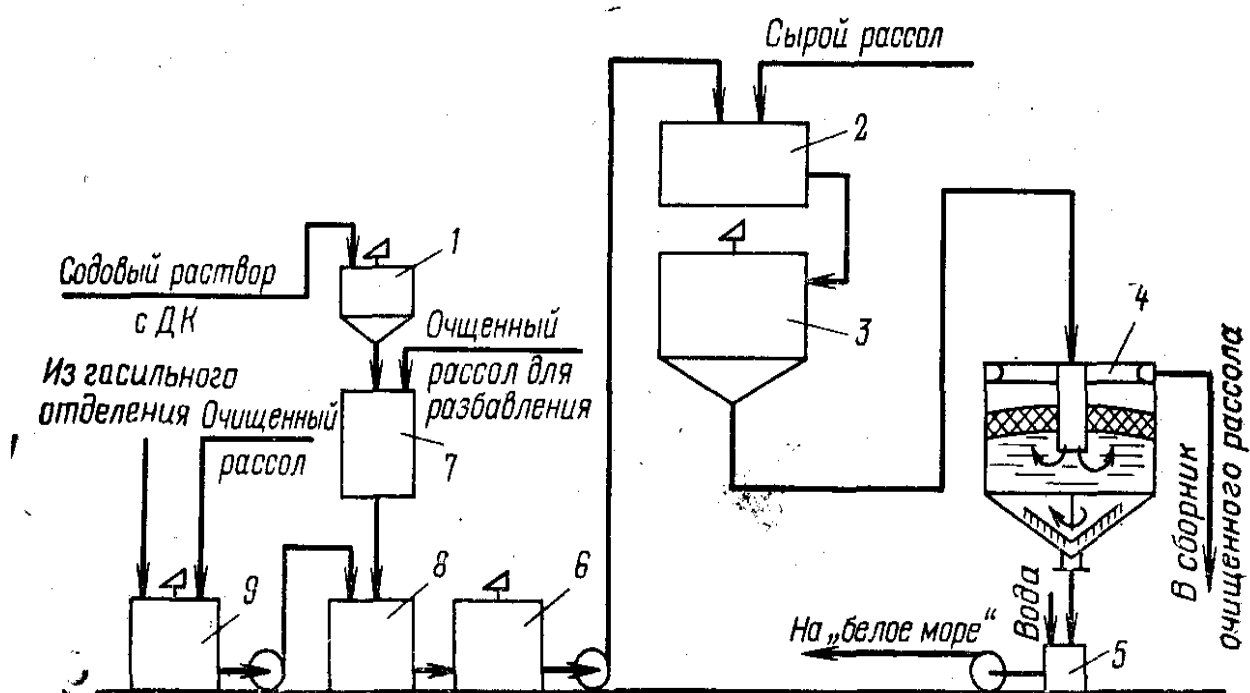 Сырой рассол
2
1
Содовый раствор
с ДК
3
4
Очщенный
рассол для
разбавления
Из гасильного
отделения
Очищенный
рассол
7
В сборник
очищенного рассола
9
8
6
Вода
На „белое море“
5